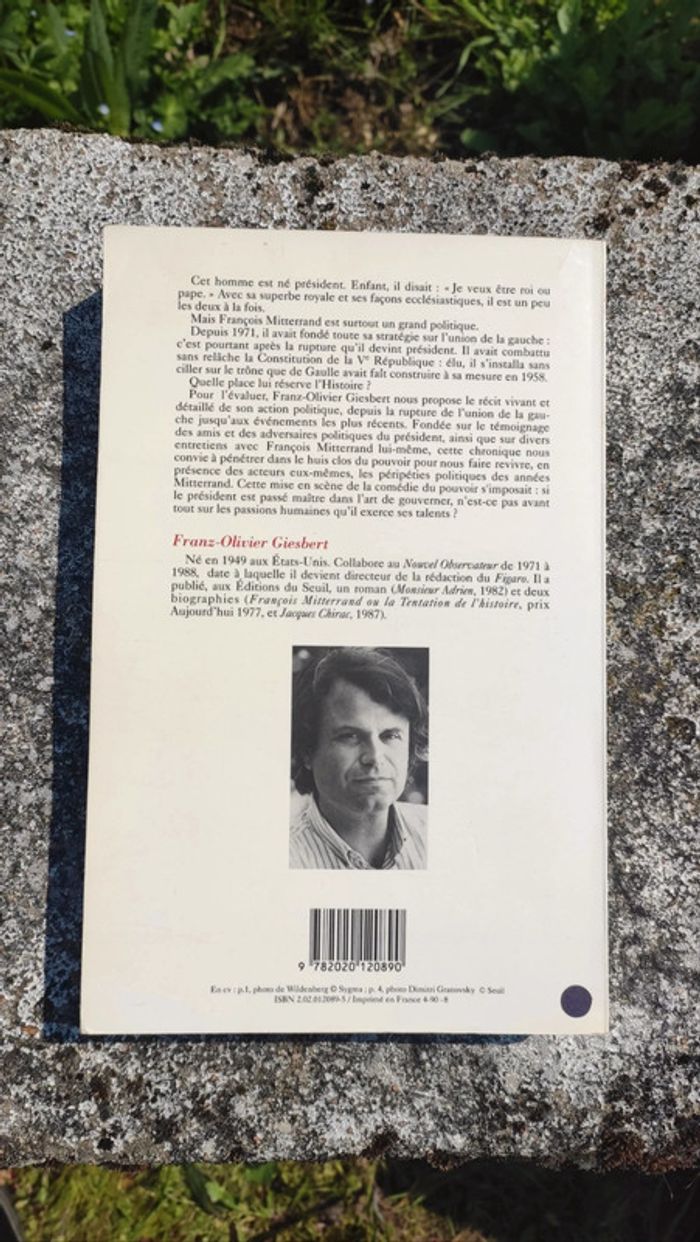 Cet homme est né président. Enfant, il disait : « Je veux être roi ou
pape. » Avec sa superbe royale et ses façons ecclésiastiques, il est un peu
les deux à la fois.
Mais François Mitterrand est surtout un grand politique.
Depuis 1971, il avait fondé toute sa stratégie sur l'union de la gauche :
c'est pourtant après la rupture qu'il devint président. Il avait combattu
sans relâche la Constitution de la Ve République : élu, il s'installa sans
ciller sur le trône que de Gaulle avait fait construire à sa mesure en 1958.
Quelle place lui réserve l'Histoire ?
Pour l'évaluer, Franz-Olivier Giesbert nous propose le récit vivant et
détaillé de son action politique, depuis la rupture de l'union de la gau-
che jusqu'aux événements les plus récents. Fondée sur le témoignage
des amis et des adversaires politiques du président, ainsi que sur divers
entretiens avec François Mitterrand lui-même, cette chronique nous
convie à pénétrer dans le huis clos du pouvoir pour nous faire revivre, en
présence des acteurs eux-mêmes, les péripéties politiques des années
Mitterrand. Cette mise en scène de la comédie du pouvoir s'imposait : si
le président est passé maître dans l'art de gouverner, n'est-ce pas avant
tout sur les passions humaines qu'il exerce ses talents ?
Franz-Olivier Giesbert
Né en 1949 aux États-Unis. Collabore au Nouvel Observateur de 1971 à
1988, date à laquelle il devient directeur de la rédaction du Figaro. Il a
publié, aux Éditions du Seuil, un roman (Monsieur Adrien, 1982) et deux
biographies (François Mitterrand ou la Tentation de l'histoire, prix
Aujourd'hui 1977, et Jacques Chirac, 1987).
9 782020 120890
En cv : p.1, photo de Wildenberg © Sygma ; p. 4, photo Dimitri Granovsky © Seuil
ISBN 2.02.012089-5 / Imprimé en France 4-90-8